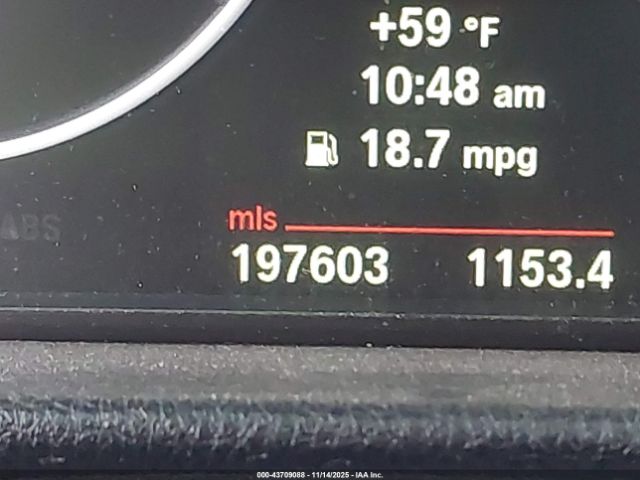 +59 °F
10:48 am
18.7 mpg
ABS
mls
197603 1153.4
000-43709088 - 11/14/2025 - IAA Inc.